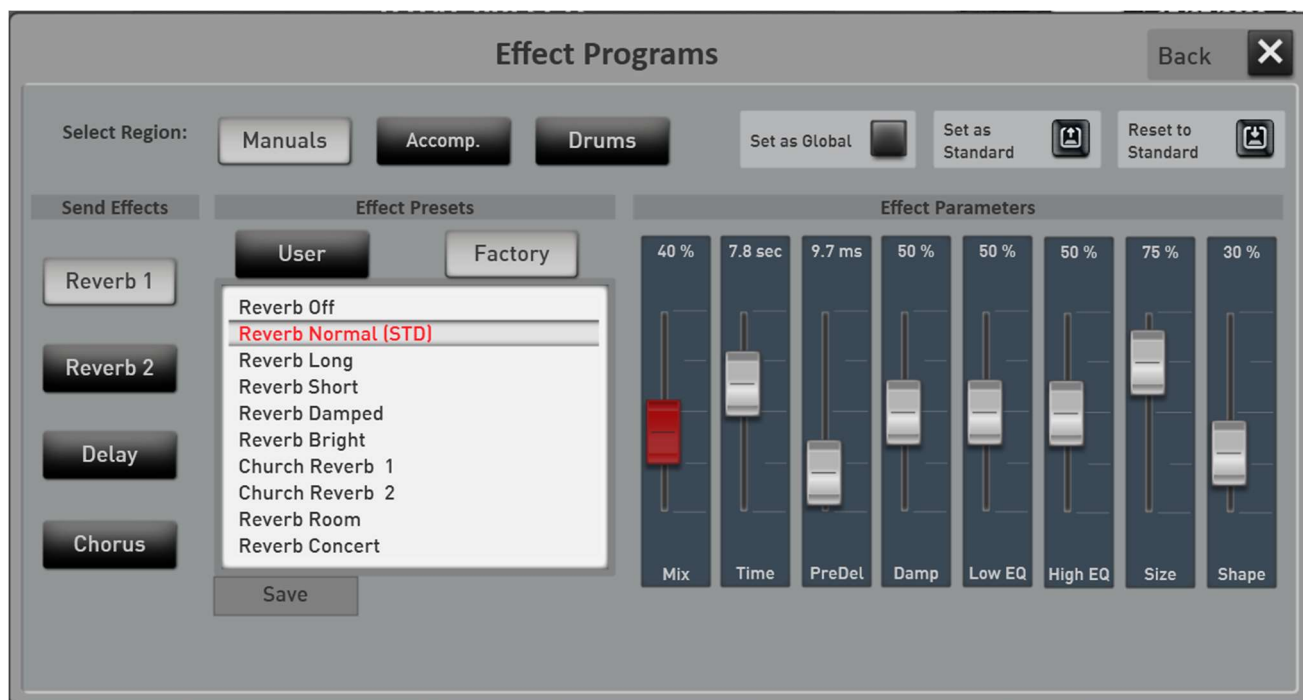 Effect Programs
Back
Select Region:
Manuals
Accomp.
Drums
Set as Global
Set as
Standard
Reset to
Standard
Send Effects
Effect Presets
Effect Parameters
Reverb 1
Reverb 2
Delay
Chorus
User
Factory
Reverb Off
Reverb Normal (STD)
Reverb Long
Reverb Short
Reverb Damped
Reverb Bright
Church Reverb 1
Church Reverb 2
Reverb Room
Reverb Concert
Save
40 % 7.8 sec 9.7 ms 50 % 50 % 50 % 75 % 30 %
Mix Time PreDel Damp Low EQ High EQ Size Shape